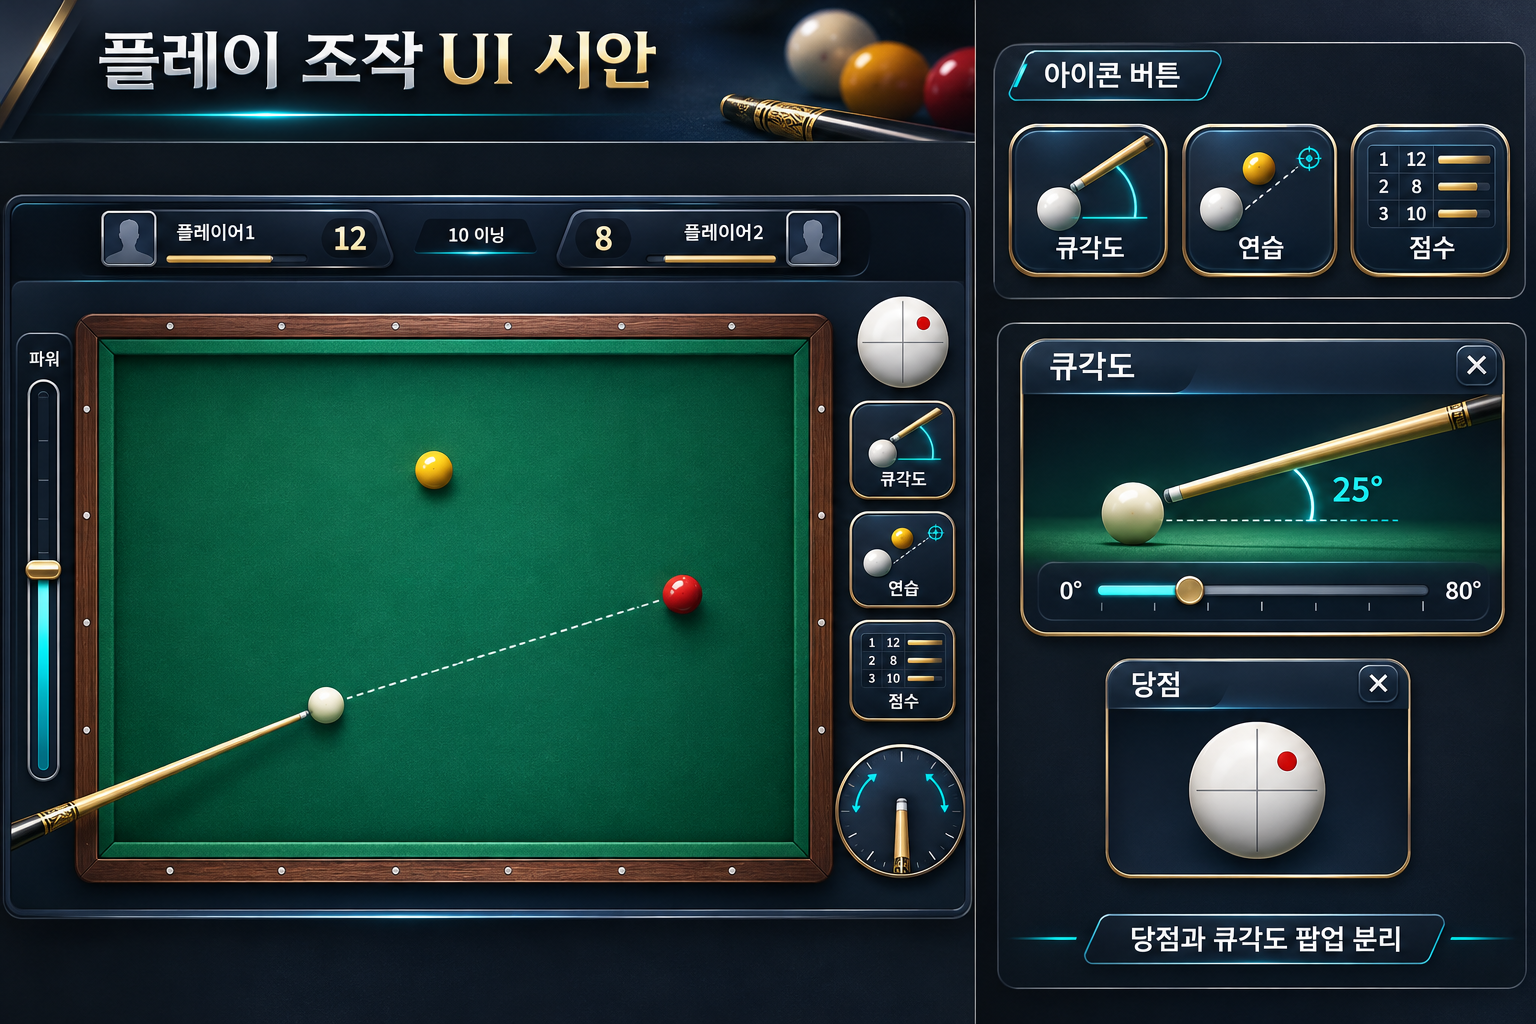 플레이 조작 UI 시안
플레이어1
12
10 이닝
8
플레이어2
파워
큐각도
연습
1 12
2 8
3 10
점수
아이콘 버튼
큐각도
연습
1 12
2 8
3 10
점수
큐각도
25°
0°
80°
당점
당점과 큐각도 팝업 분리